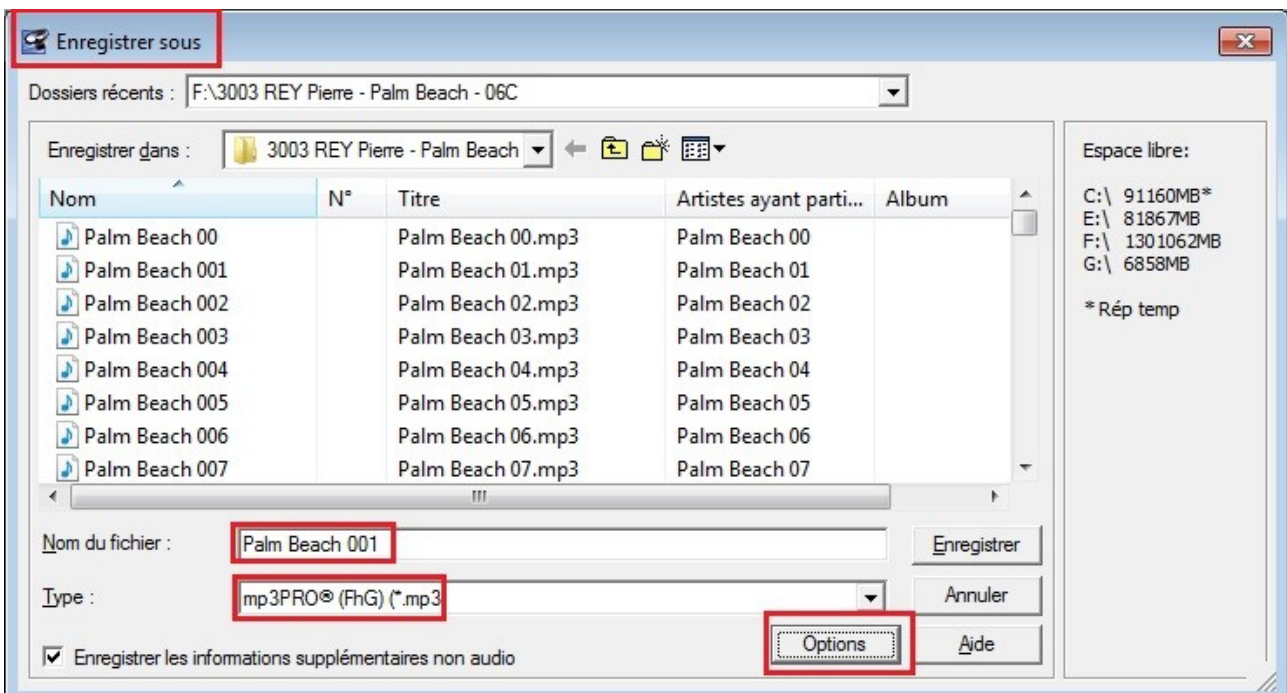 Enregistrer sous
Dossiers récents : F:\3003 REY Pierre - Palm Beach - 06C
Enregistrer dans : 3003 REY Pierre - Palm Beach
Nom N° Titre Artistes ayant parti... Album
Palm Beach 00 Palm Beach 00.mp3 Palm Beach 00
Palm Beach 001 Palm Beach 01.mp3 Palm Beach 01
Palm Beach 002 Palm Beach 02.mp3 Palm Beach 02
Palm Beach 003 Palm Beach 03.mp3 Palm Beach 03
Palm Beach 004 Palm Beach 04.mp3 Palm Beach 04
Palm Beach 005 Palm Beach 05.mp3 Palm Beach 05
Palm Beach 006 Palm Beach 06.mp3 Palm Beach 06
Palm Beach 007 Palm Beach 07.mp3 Palm Beach 07
Nom du fichier : Palm Beach 001 Enregistrer
Type : mp3PRO® (FhG) (*.mp3 Annuler
Enregistrer les informations supplémentaires non audio Options Aide
Espace libre:
C:\ 91160MB*
E:\ 81867MB
F:\ 1301062MB
G:\ 6858MB
* Rép temp